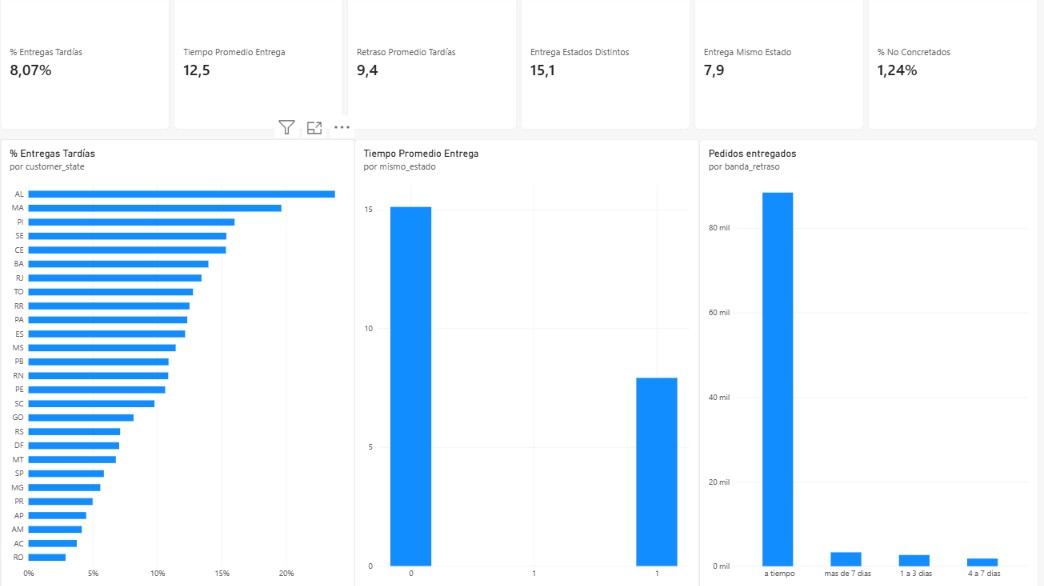 % Entregas Tardías
8,07%
Tiempo Promedio Entrega
12,5
Retraso Promedio Tardías
9,4
Entrega Estados Distintos
15,1
Entrega Mismo Estado
7,9
% No Concretados
1,24%
% Entregas Tardías
por customer_state
AL
MA
PI
SE
CE
BA
RJ
TO
RR
PA
ES
MS
PB
RN
PE
SC
GO
RS
DF
MT
SP
MG
PR
AP
AM
AC
RO
0% 5% 10% 15% 20%
Tiempo Promedio Entrega
por mismo_estado
15
10
5
0
0 1 1
Pedidos entregados
por banda_retraso
80 mil
60 mil
40 mil
20 mil
0 mil
a tiempo mas de 7 dias 1 a 3 dias 4 a 7 dias